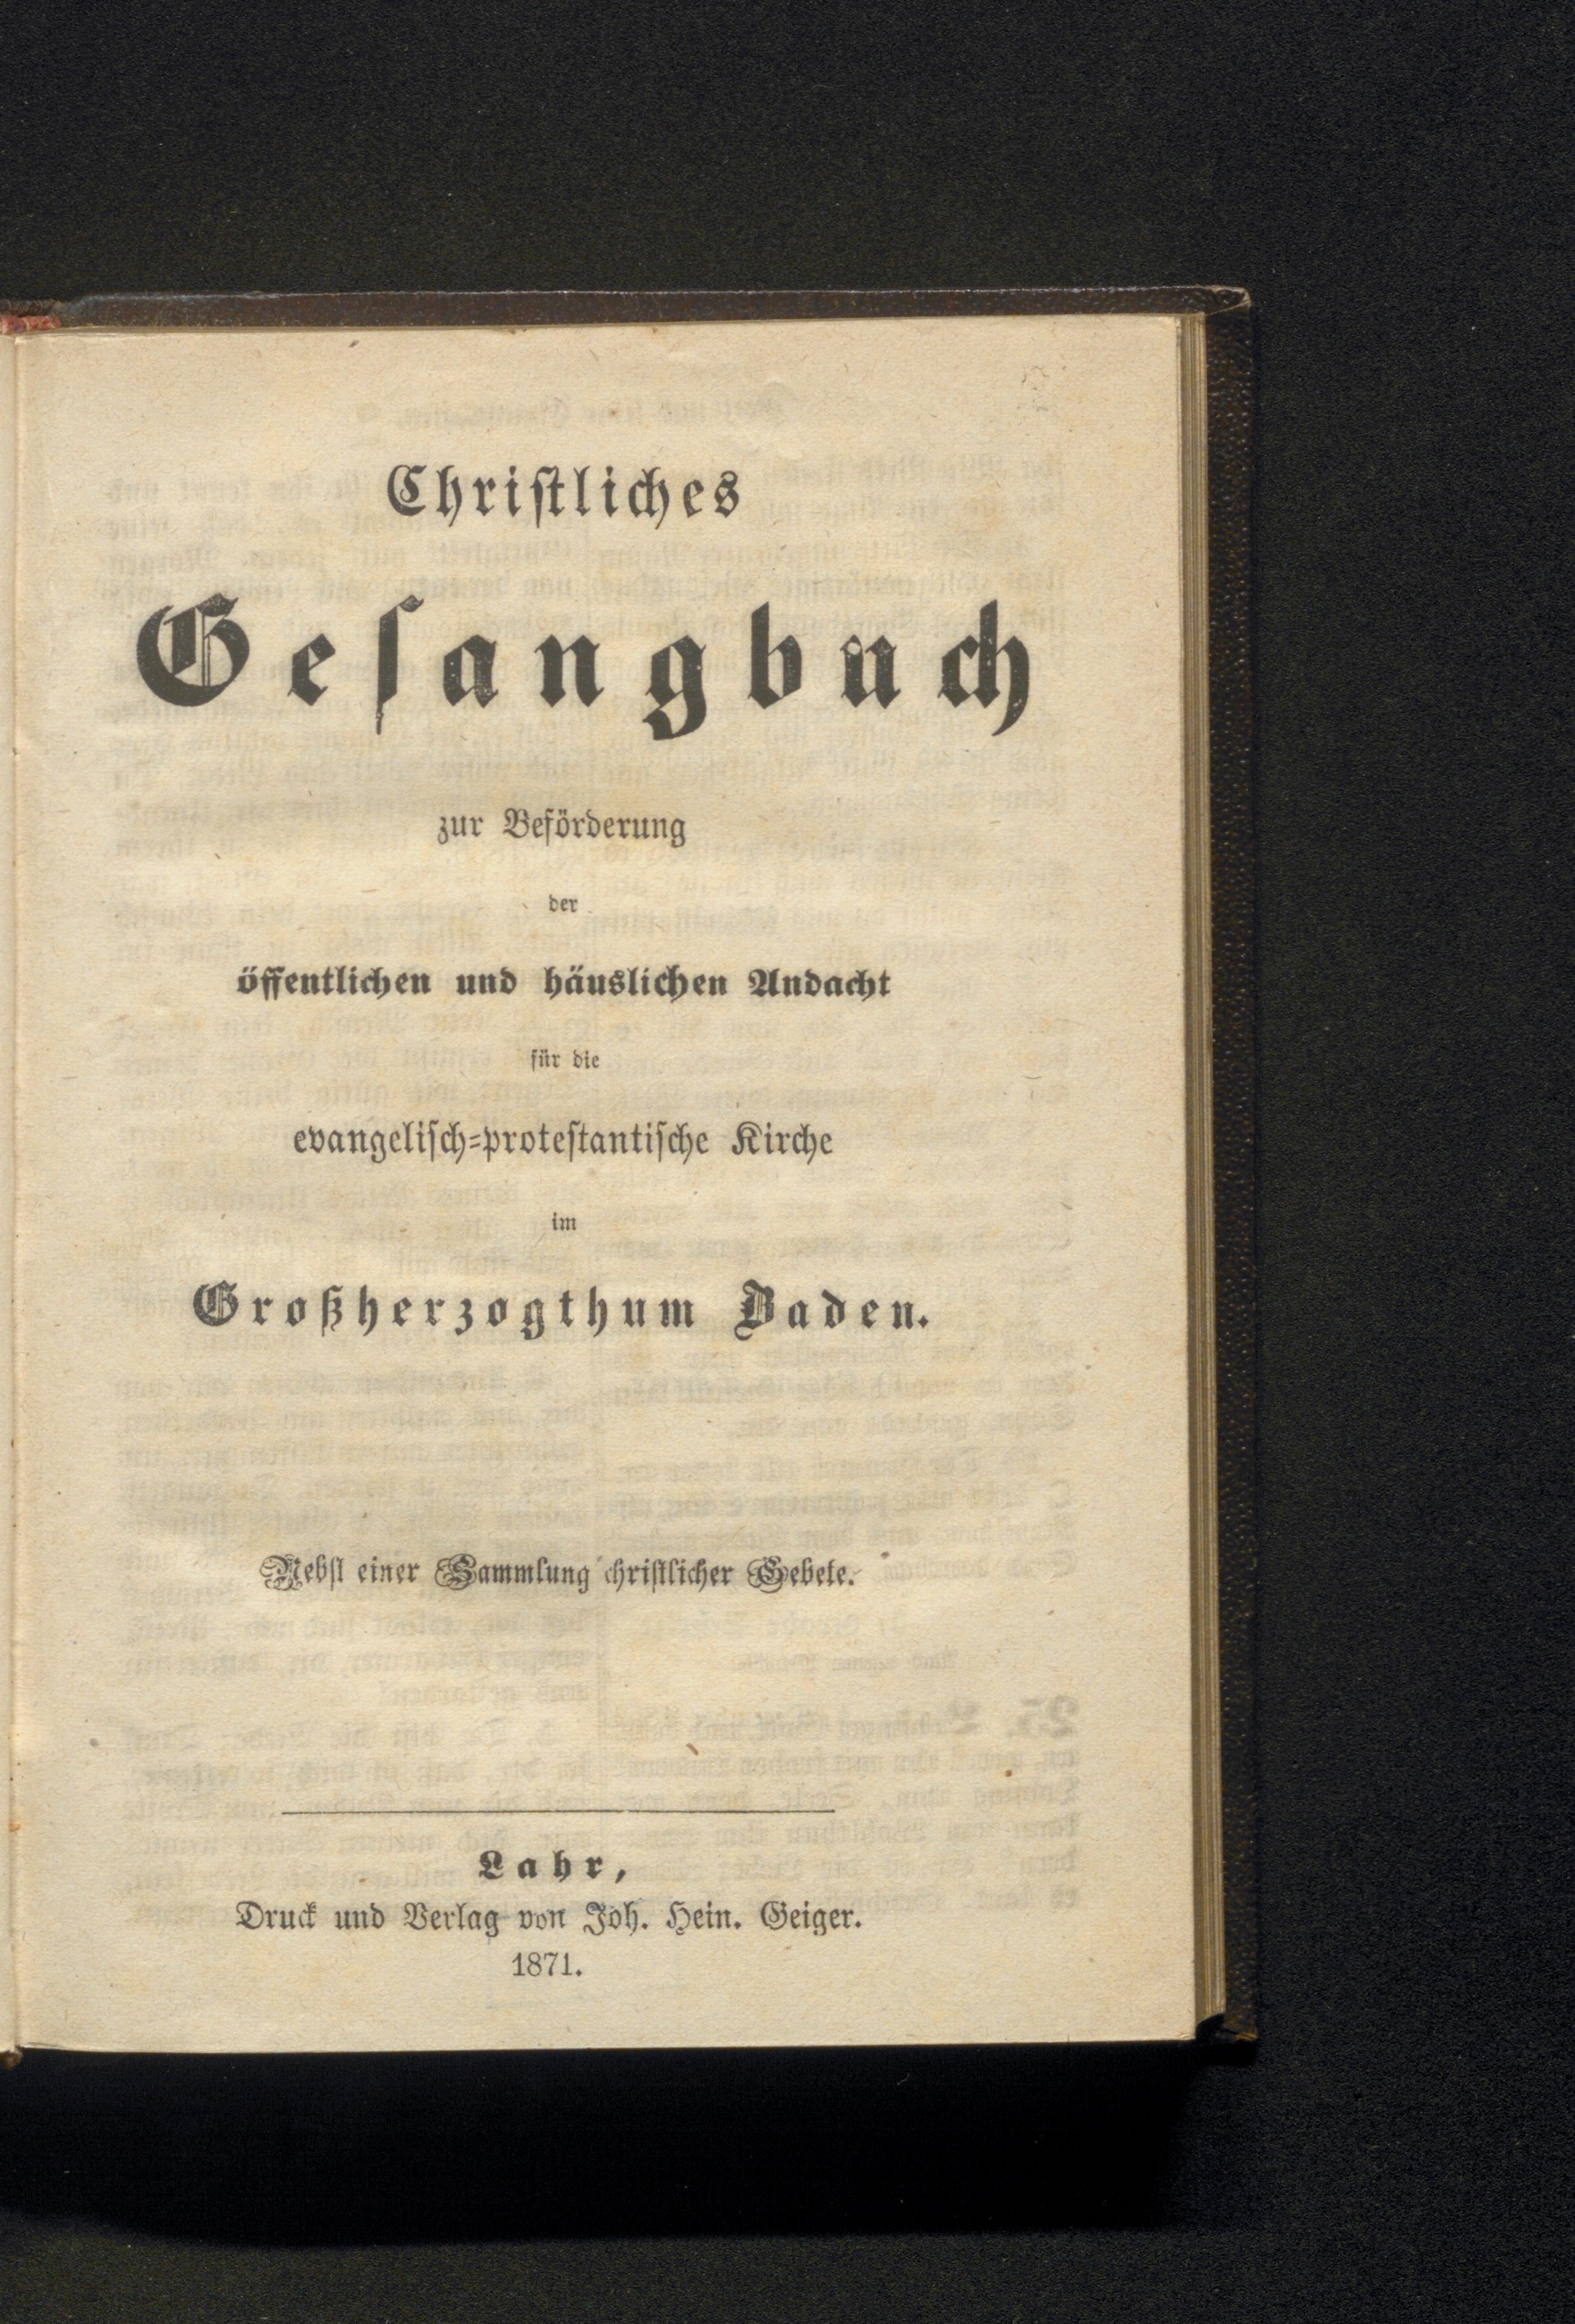 Christliches
Gesangbuch
zur Beförderung
der
öffentlichen und häuslichen Andacht
für die
evangelisch-protestantische Kirche
im
Großherzogthum Baden.
Nebst einer Sammlung christlicher Gebete.
Lahr,
Druck und Verlag von Joh. Hein. Geiger.
1871.